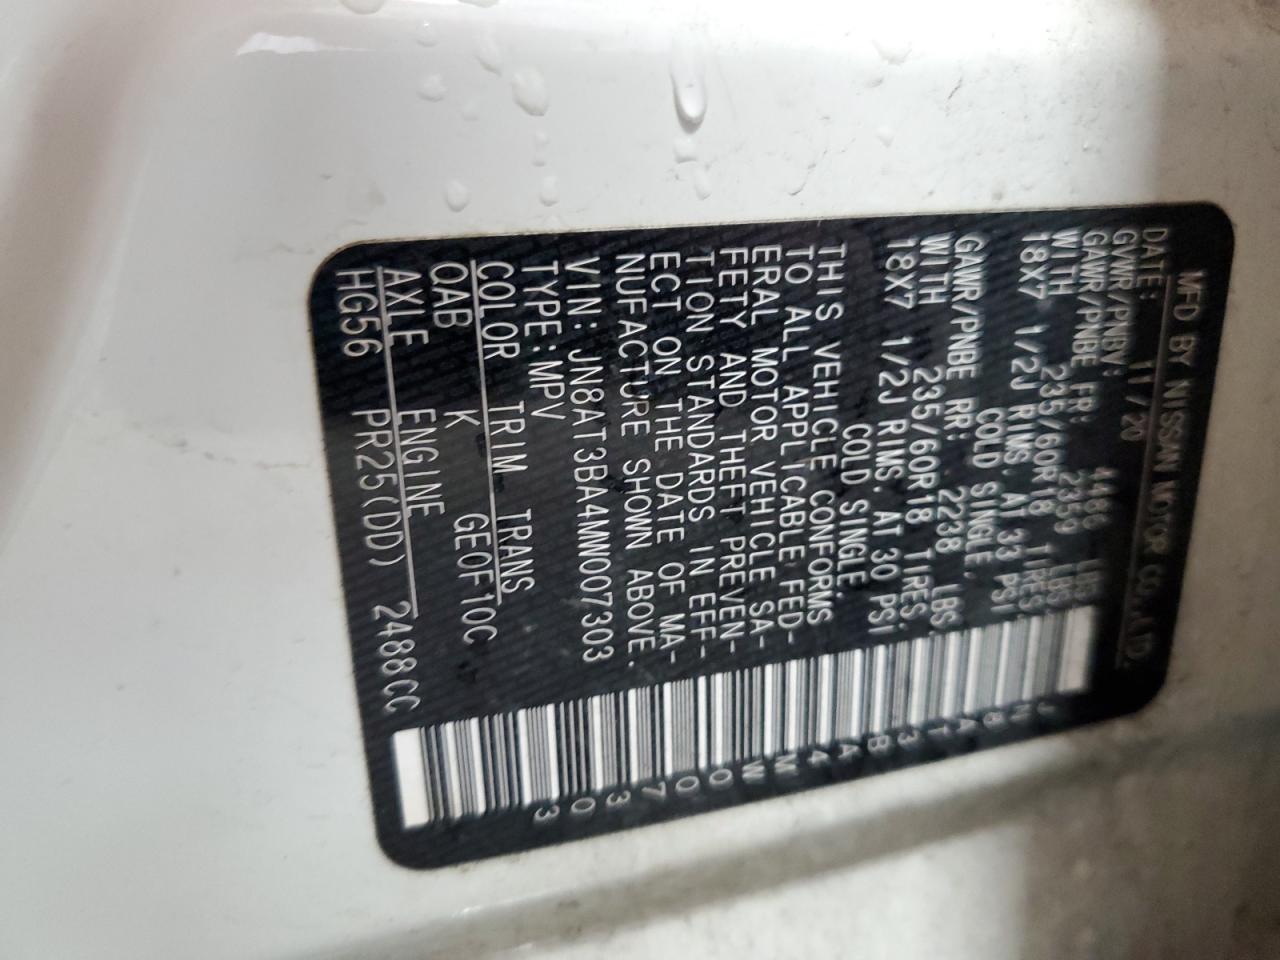 MFD BY NISSAN MOTOR CO.,LTD.
DATE: 11/20
GVWR/PNBV: 4486 LBS
GAWR/PNBE FR: 2359 LBS
WITH 235/60R18 TIRES,
18X7 1/2J RIMS, AT 33 PSI
COLD SINGLE,
GAWR/PNBE RR: 2238 LBS
WITH 235/60R18 TIRES,
18X7 1/2J RIMS, AT 30 PSI
COLD SINGLE.
THIS VEHICLE CONFORMS
TO ALL APPLICABLE FED-
ERAL MOTOR VEHICLE SA-
FETY AND THEFT PREVEN-
TION STANDARDS IN EFF-
ECT ON THE DATE OF MA-
NUFACTURE SHOWN ABOVE.
VIN:JN8AT3BA4MW007303
TYPE:MPV
COLOR TRIM TRANS
QAB K GE0F10C
AXLE ENGINE
HG56 PR25(DD) 2488CC
JN8AT3BA4MW007303